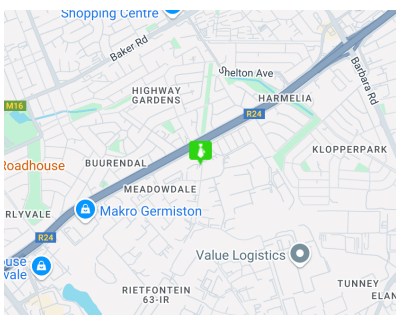 Shopping Centre
Baker Rd
Shelton Ave
Barbara Rd
HIGHWAY
GARDENS
HARMELIA
M16
R24
KLOPPERPARK
Roadhouse
BUURENDAL
MEADOWDALE
RLYVALE
Makro Germiston
R24
Value Logistics
ouse
vale
TUNNEY
RIETFONTEIN
63-IR
ELAN